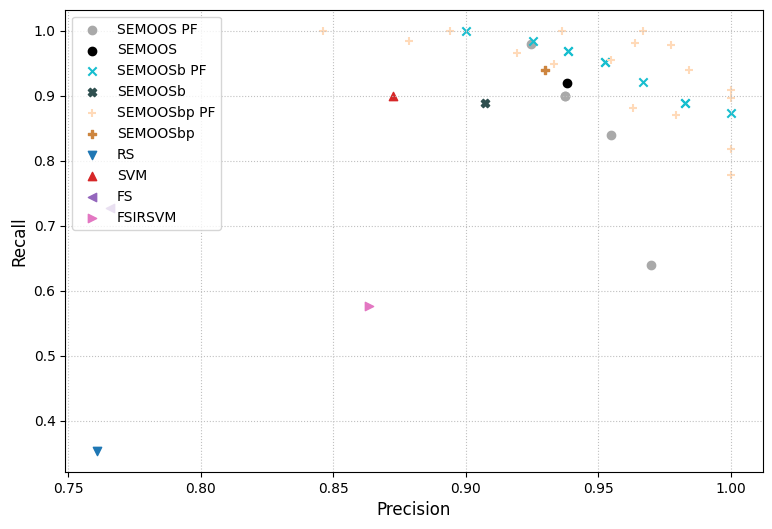 SEMOOS PF
SEMOOS
SEMOOSb PF
SEMOOSb
SEMOOSbp PF
SEMOOSbp
RS
SVM
FS
FSIRSVM
1.0
0.9
0.8
0.7
0.6
0.5
0.4
Recall
0.75 0.80 0.85 0.90 0.95 1.00
Precision